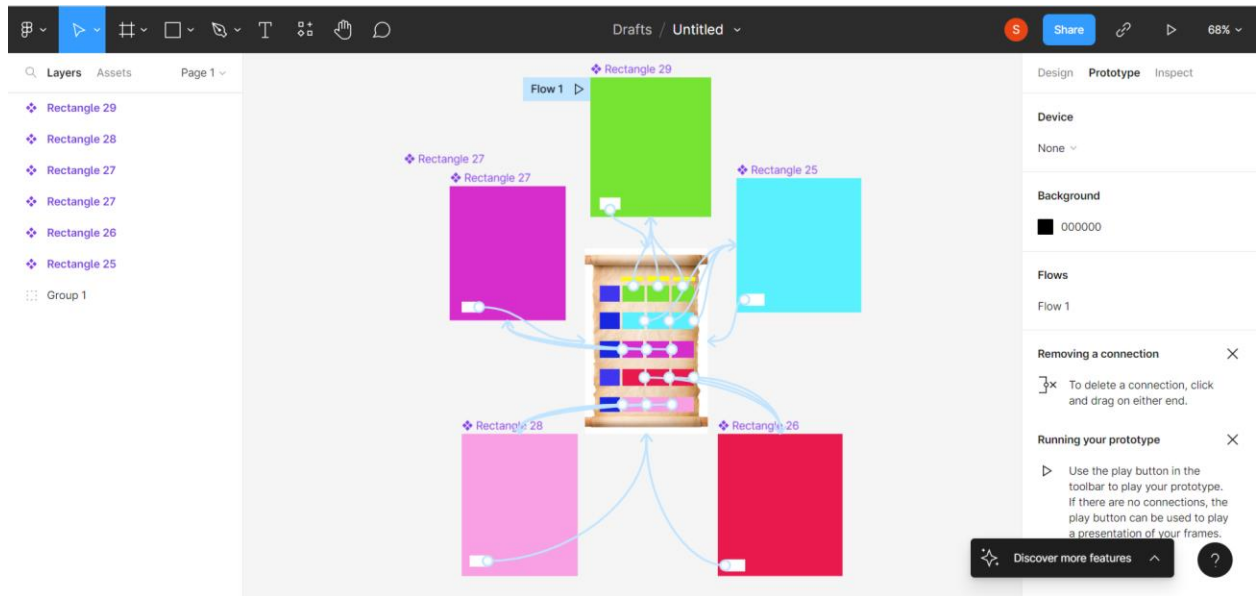 Drafts / Untitled
S
Share
68%
Layers Assets Page 1
Rectangle 29
Rectangle 28
Rectangle 27
Rectangle 27
Rectangle 26
Rectangle 25
Group 1
Rectangle 29
Flow 1
Rectangle 27
Rectangle 27
Rectangle 25
Rectangle 28
Rectangle 26
Design Prototype Inspect
Device
None
Background
000000
Flows
Flow 1
Removing a connection
To delete a connection, click
and drag on either end.
Running your prototype
Use the play button in the
toolbar to play your prototype.
If there are no connections, the
play button can be used to play
a presentation of your frames.
Discover more features
?